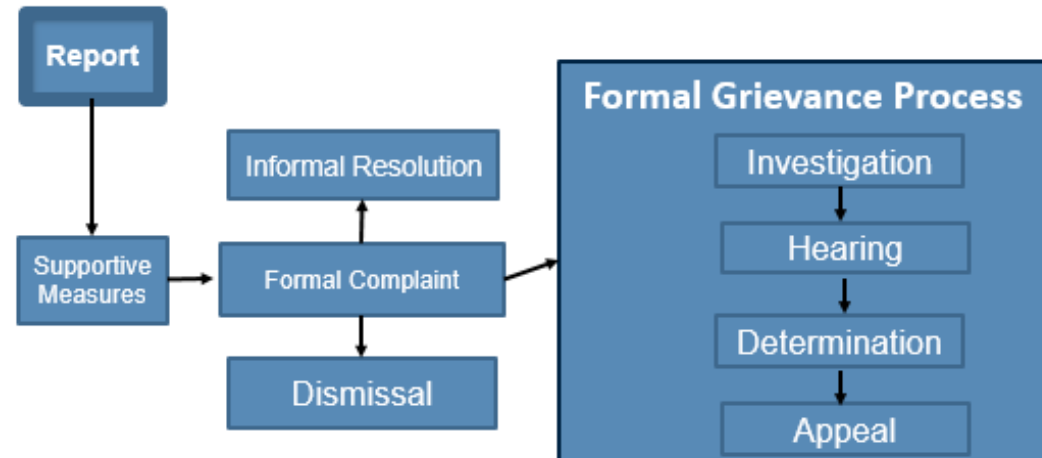 Report
Supportive
Measures
Informal Resolution
Formal Complaint
Dismissal
Formal Grievance Process
Investigation
Hearing
Determination
Appeal